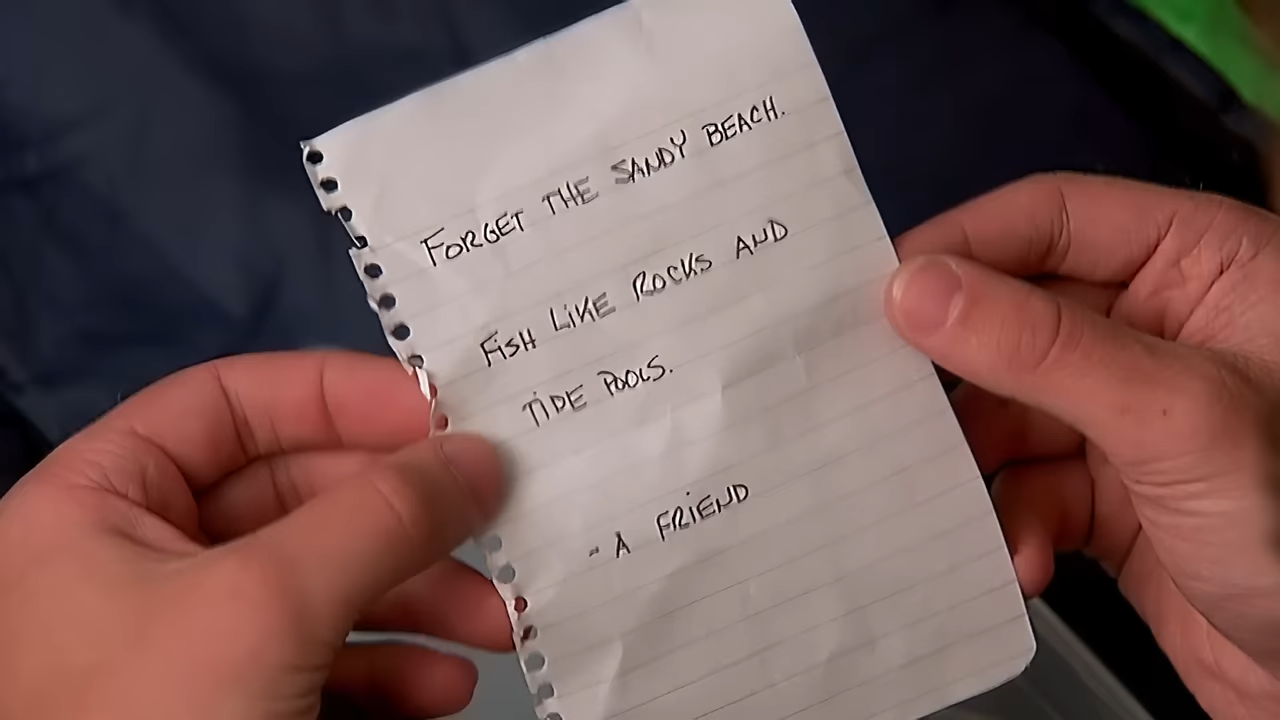 FORGET THE SANDY BEACH.
FiSH LiKE ROCKS AND
TiDE POOLS.
- A FRiEND